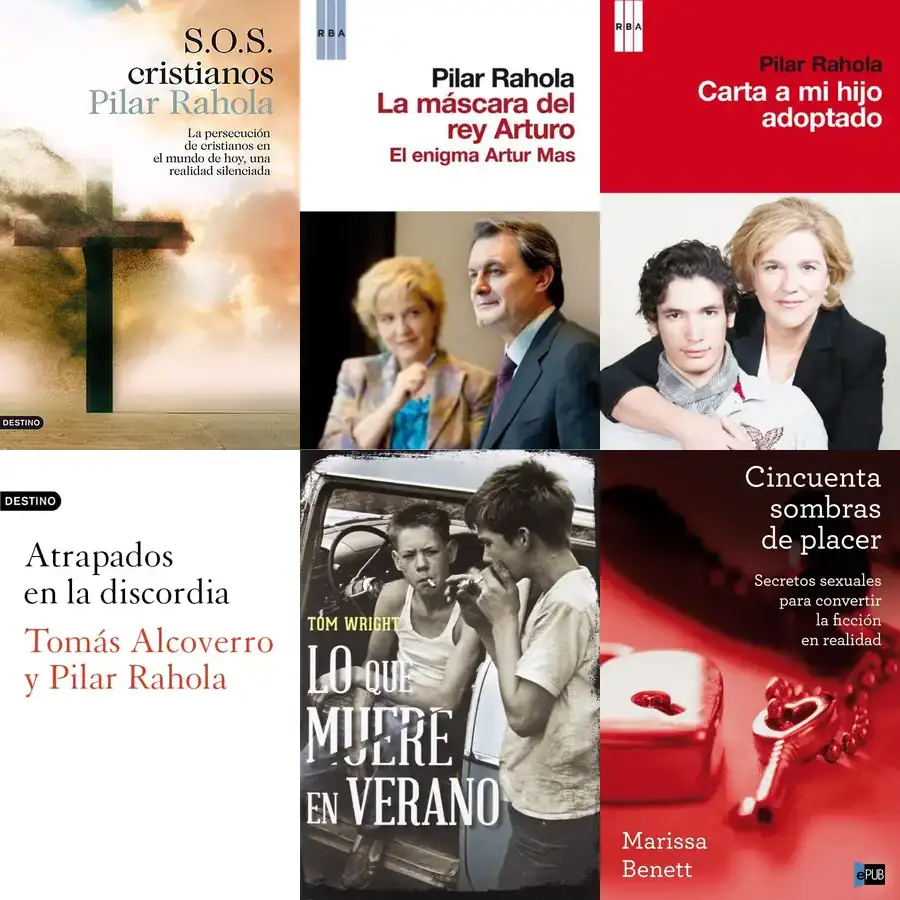 S.O.S.
cristianos
Pilar Rahola
La persecución
de cristianos en
el mundo de hoy, una
realidad silenciada
DESTINO
RBA
Pilar Rahola
La máscara del
rey Arturo
El enigma Artur Mas
RBA
Pilar Rahola
Carta a mi hijo
adoptado
DESTINO
Atrapados
en la discordia
Tomás Alcoverro
y Pilar Rahola
TOM WRIGHT
LO QUE
MUERE
EN VERANO
Cincuenta
sombras
de placer
Secretos sexuales
para convertir
la ficción
en realidad
Marissa
Benett
ePUB